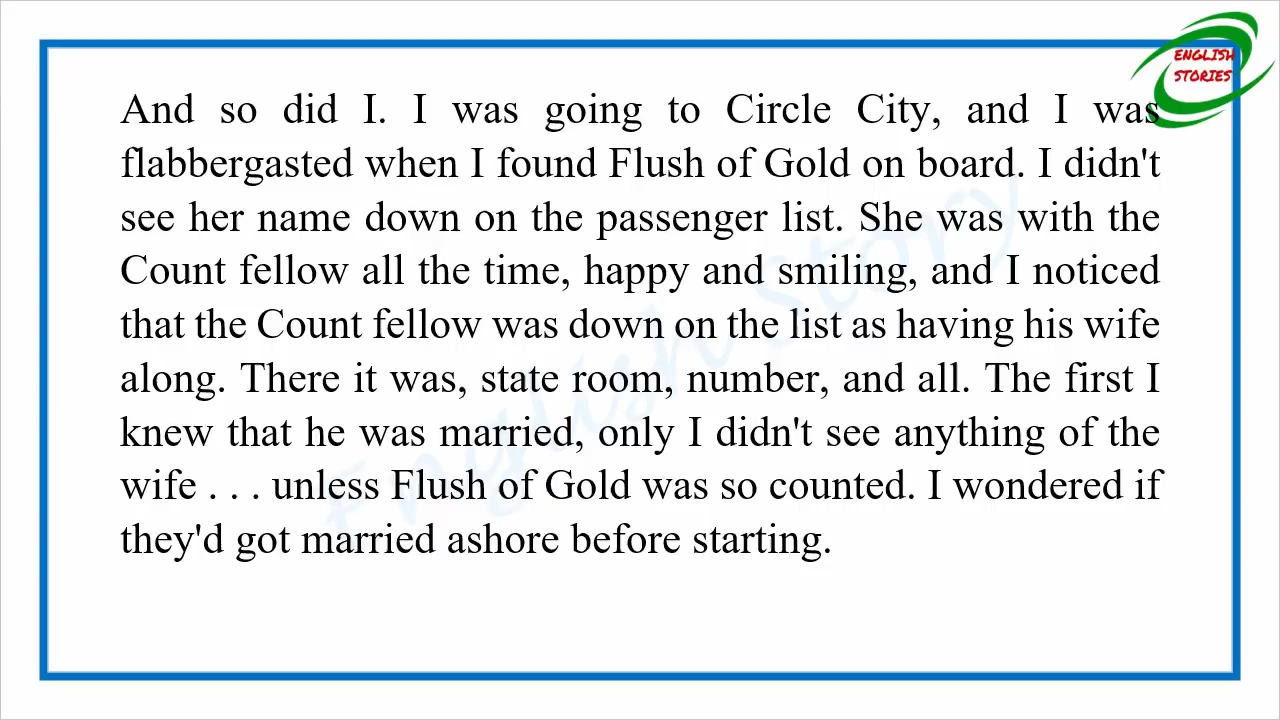 ENGLISH
STORIES
And so did I. I was going to Circle City, and I was
flabbergasted when I found Flush of Gold on board. I didn't
see her name down on the passenger list. She was with the
Count fellow all the time, happy and smiling, and I noticed
that the Count fellow was down on the list as having his wife
along. There it was, state room, number, and all. The first I
knew that he was married, only I didn't see anything of the
wife . . . unless Flush of Gold was so counted. I wondered if
they'd got married ashore before starting.
English Story